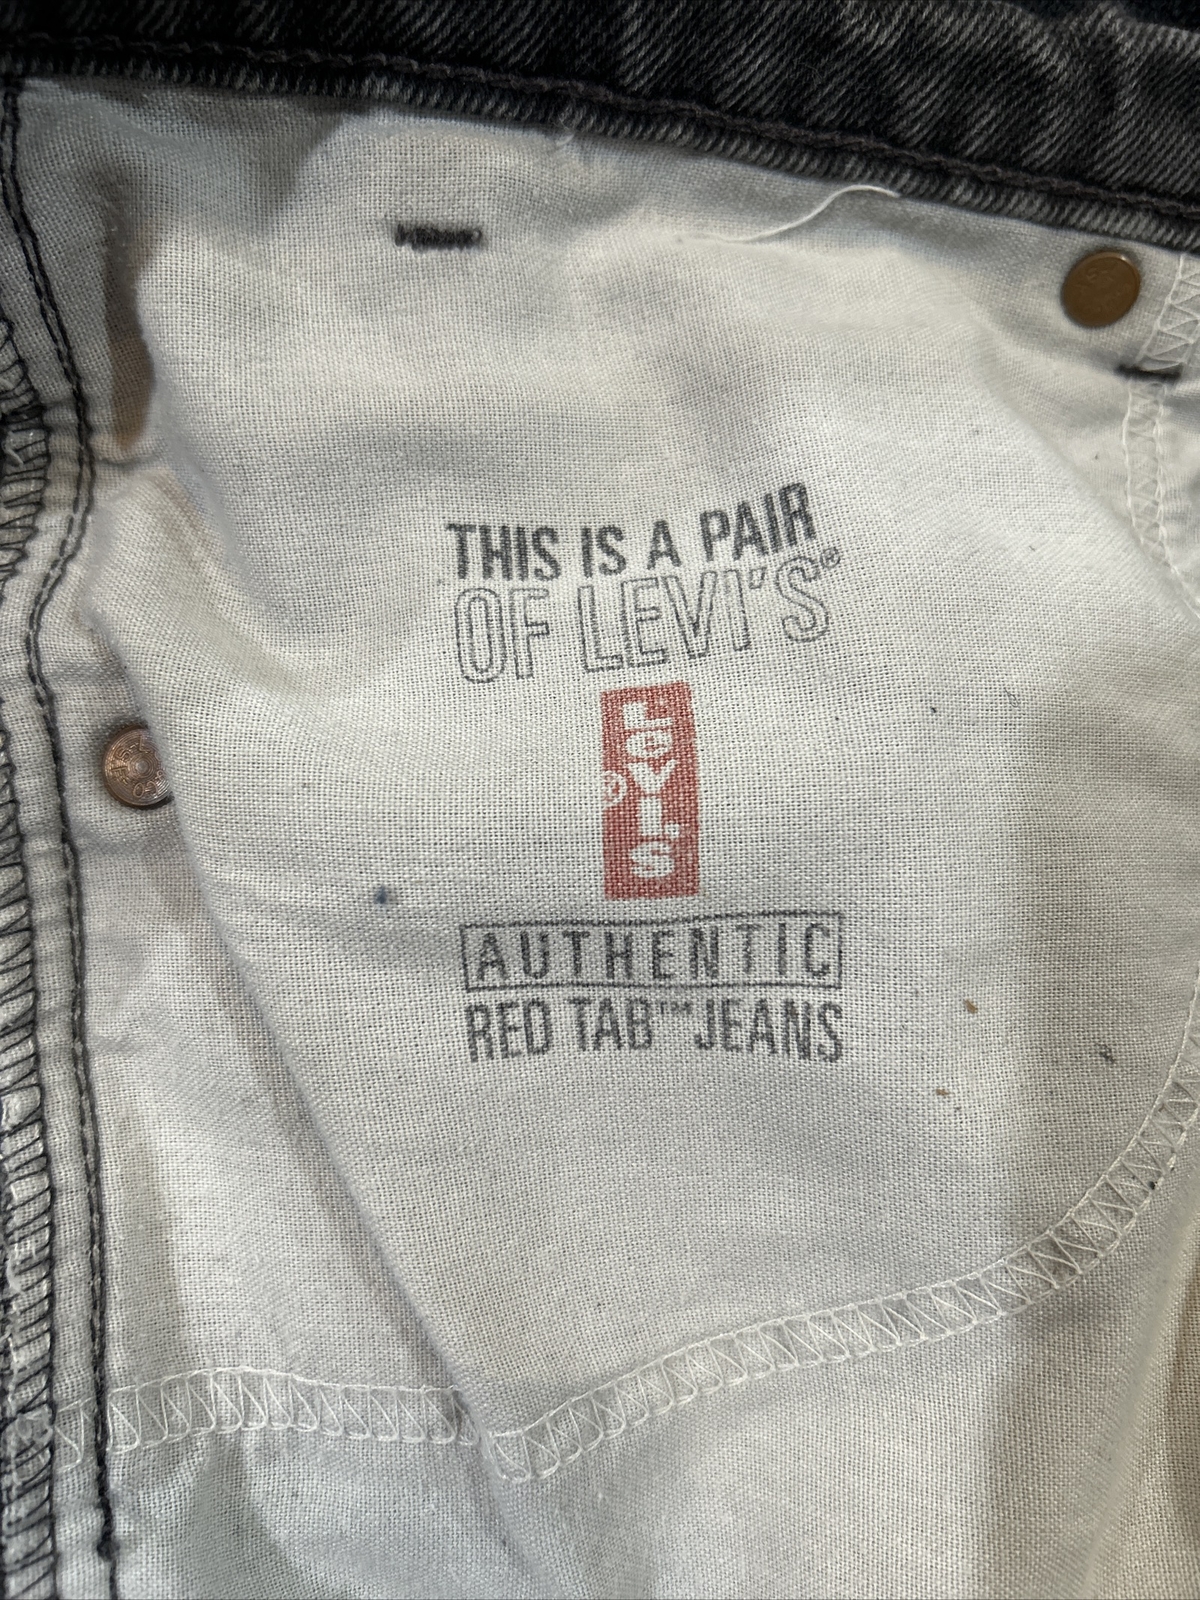 THIS IS A PAIR
OF LEVI'S®
LEVI'S
®
AUTHENTIC
RED TAB™ JEANS